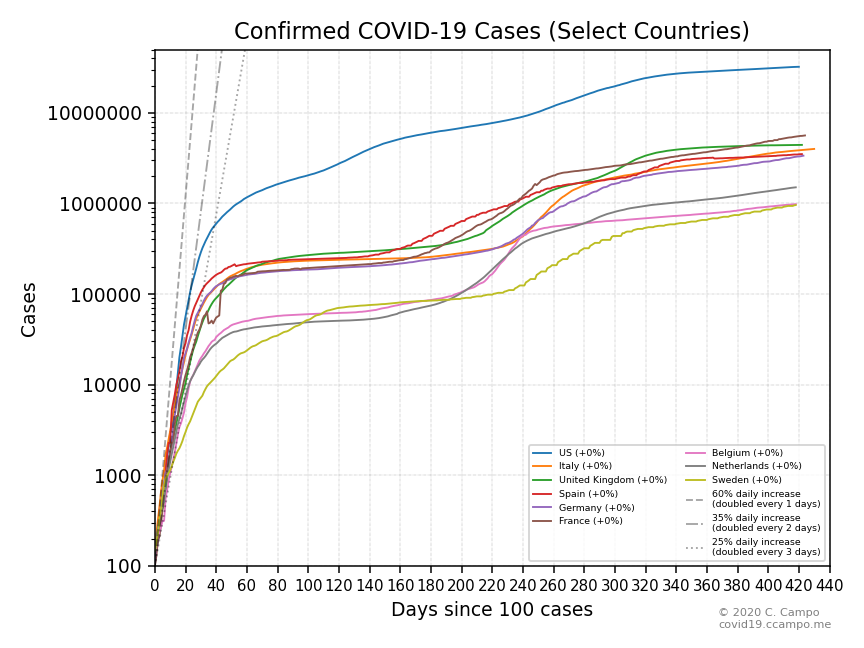 Confirmed COVID-19 Cases (Select Countries)
Cases
10000000
1000000
100000
10000
1000
100
0 20 40 60 80 100 120 140 160 180 200 220 240 260 280 300 320 340 360 380 400 420 440
Days since 100 cases
US (+0%)
Italy (+0%)
United Kingdom (+0%)
Spain (+0%)
Germany (+0%)
France (+0%)
Belgium (+0%)
Netherlands (+0%)
Sweden (+0%)
60% daily increase
(doubled every 1 days)
35% daily increase
(doubled every 2 days)
25% daily increase
(doubled every 3 days)
© 2020 C. Campo
covid19.ccampo.me